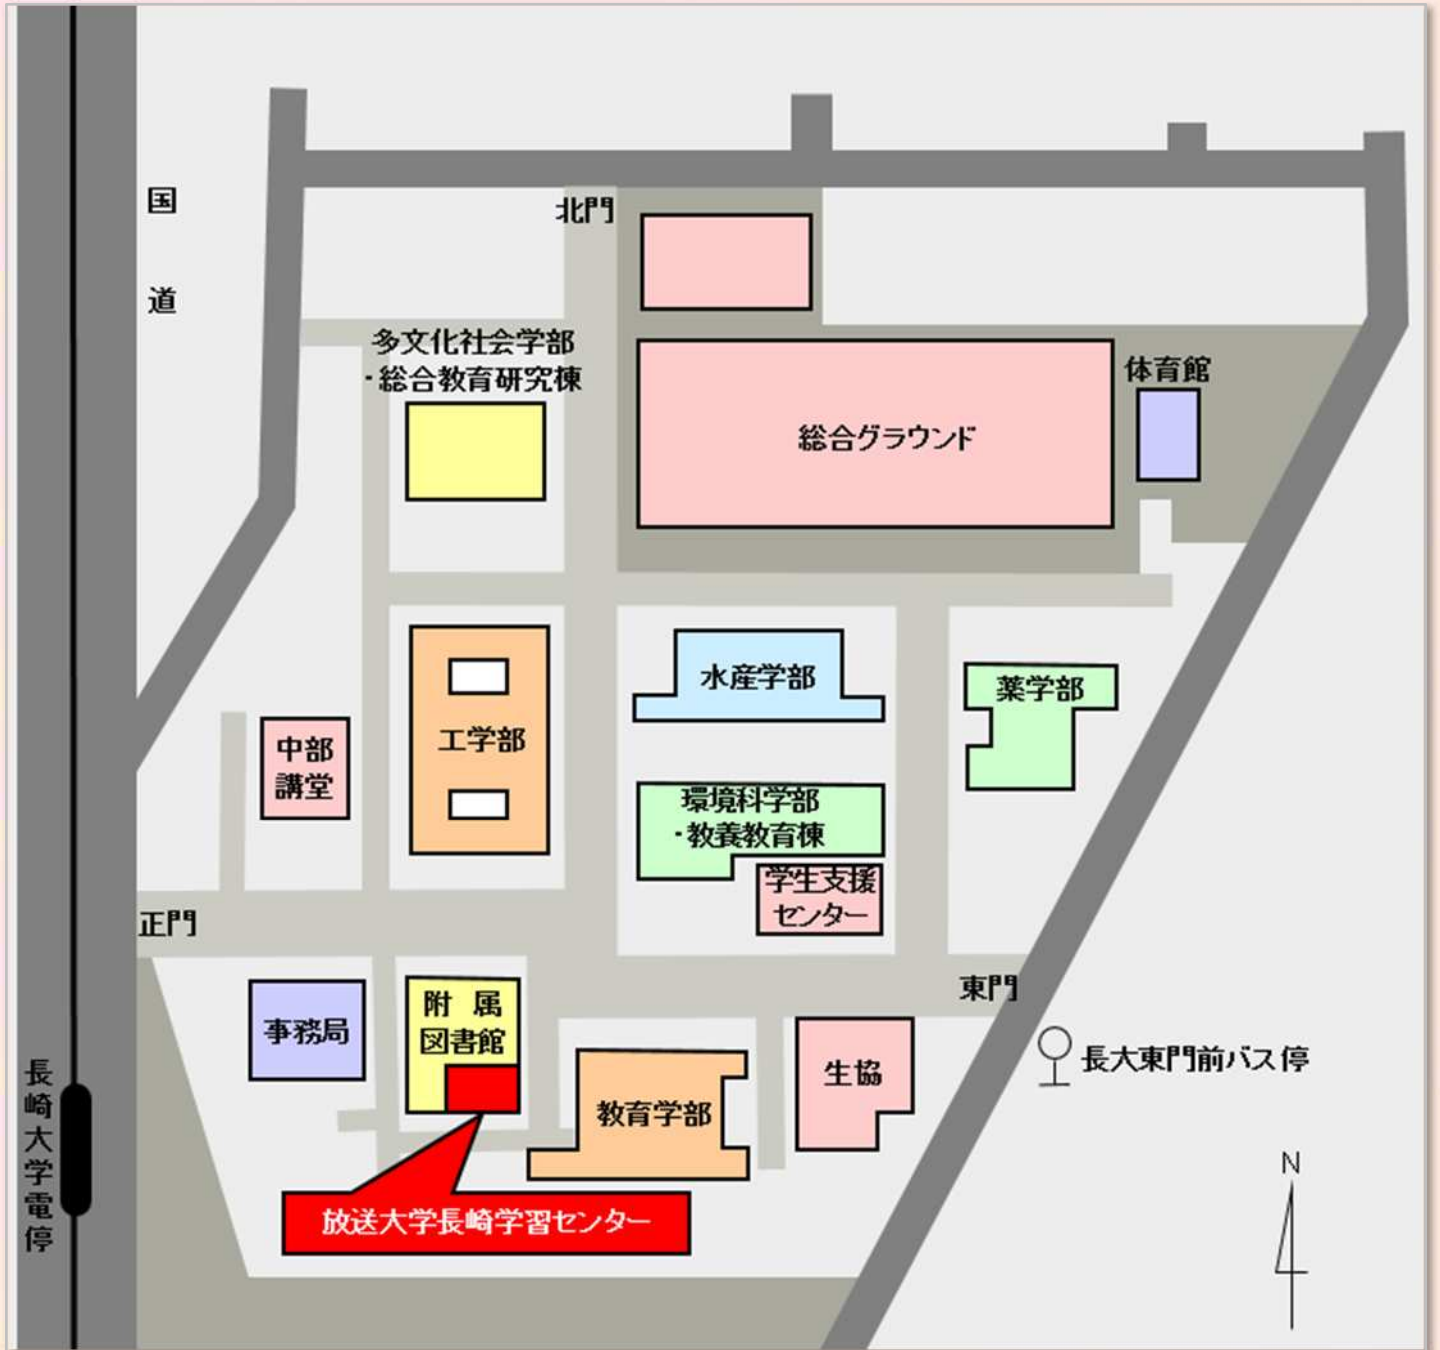 国道
北門
多文化社会学部
・総合教育研究棟
体育館
総合グラウンド
水産学部
薬学部
工学部
中部
講堂
環境科学部
・教養教育棟
学生支援
センター
正門
東門
事務局
附属
図書館
生協
長大東門前バス停
長崎大学電停
教育学部
N
放送大学長崎学習センター